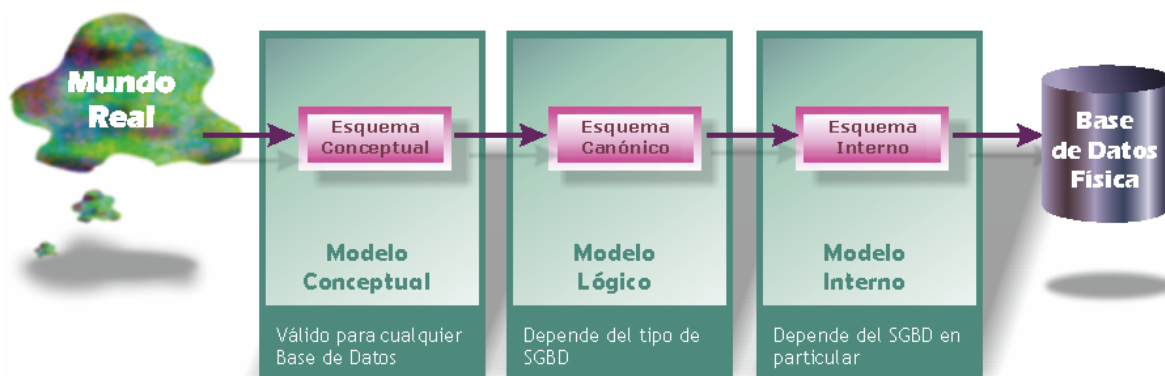 Mundo
Real
Esquema
Conceptual
Modelo
Conceptual
Válido para cualquier
Base de Datos
Esquema
Canónico
Modelo
Lógico
Depende del tipo de
SGBD
Esquema
Interno
Modelo
Interno
Depende del SGBD en
particular
Base
de Datos
Física